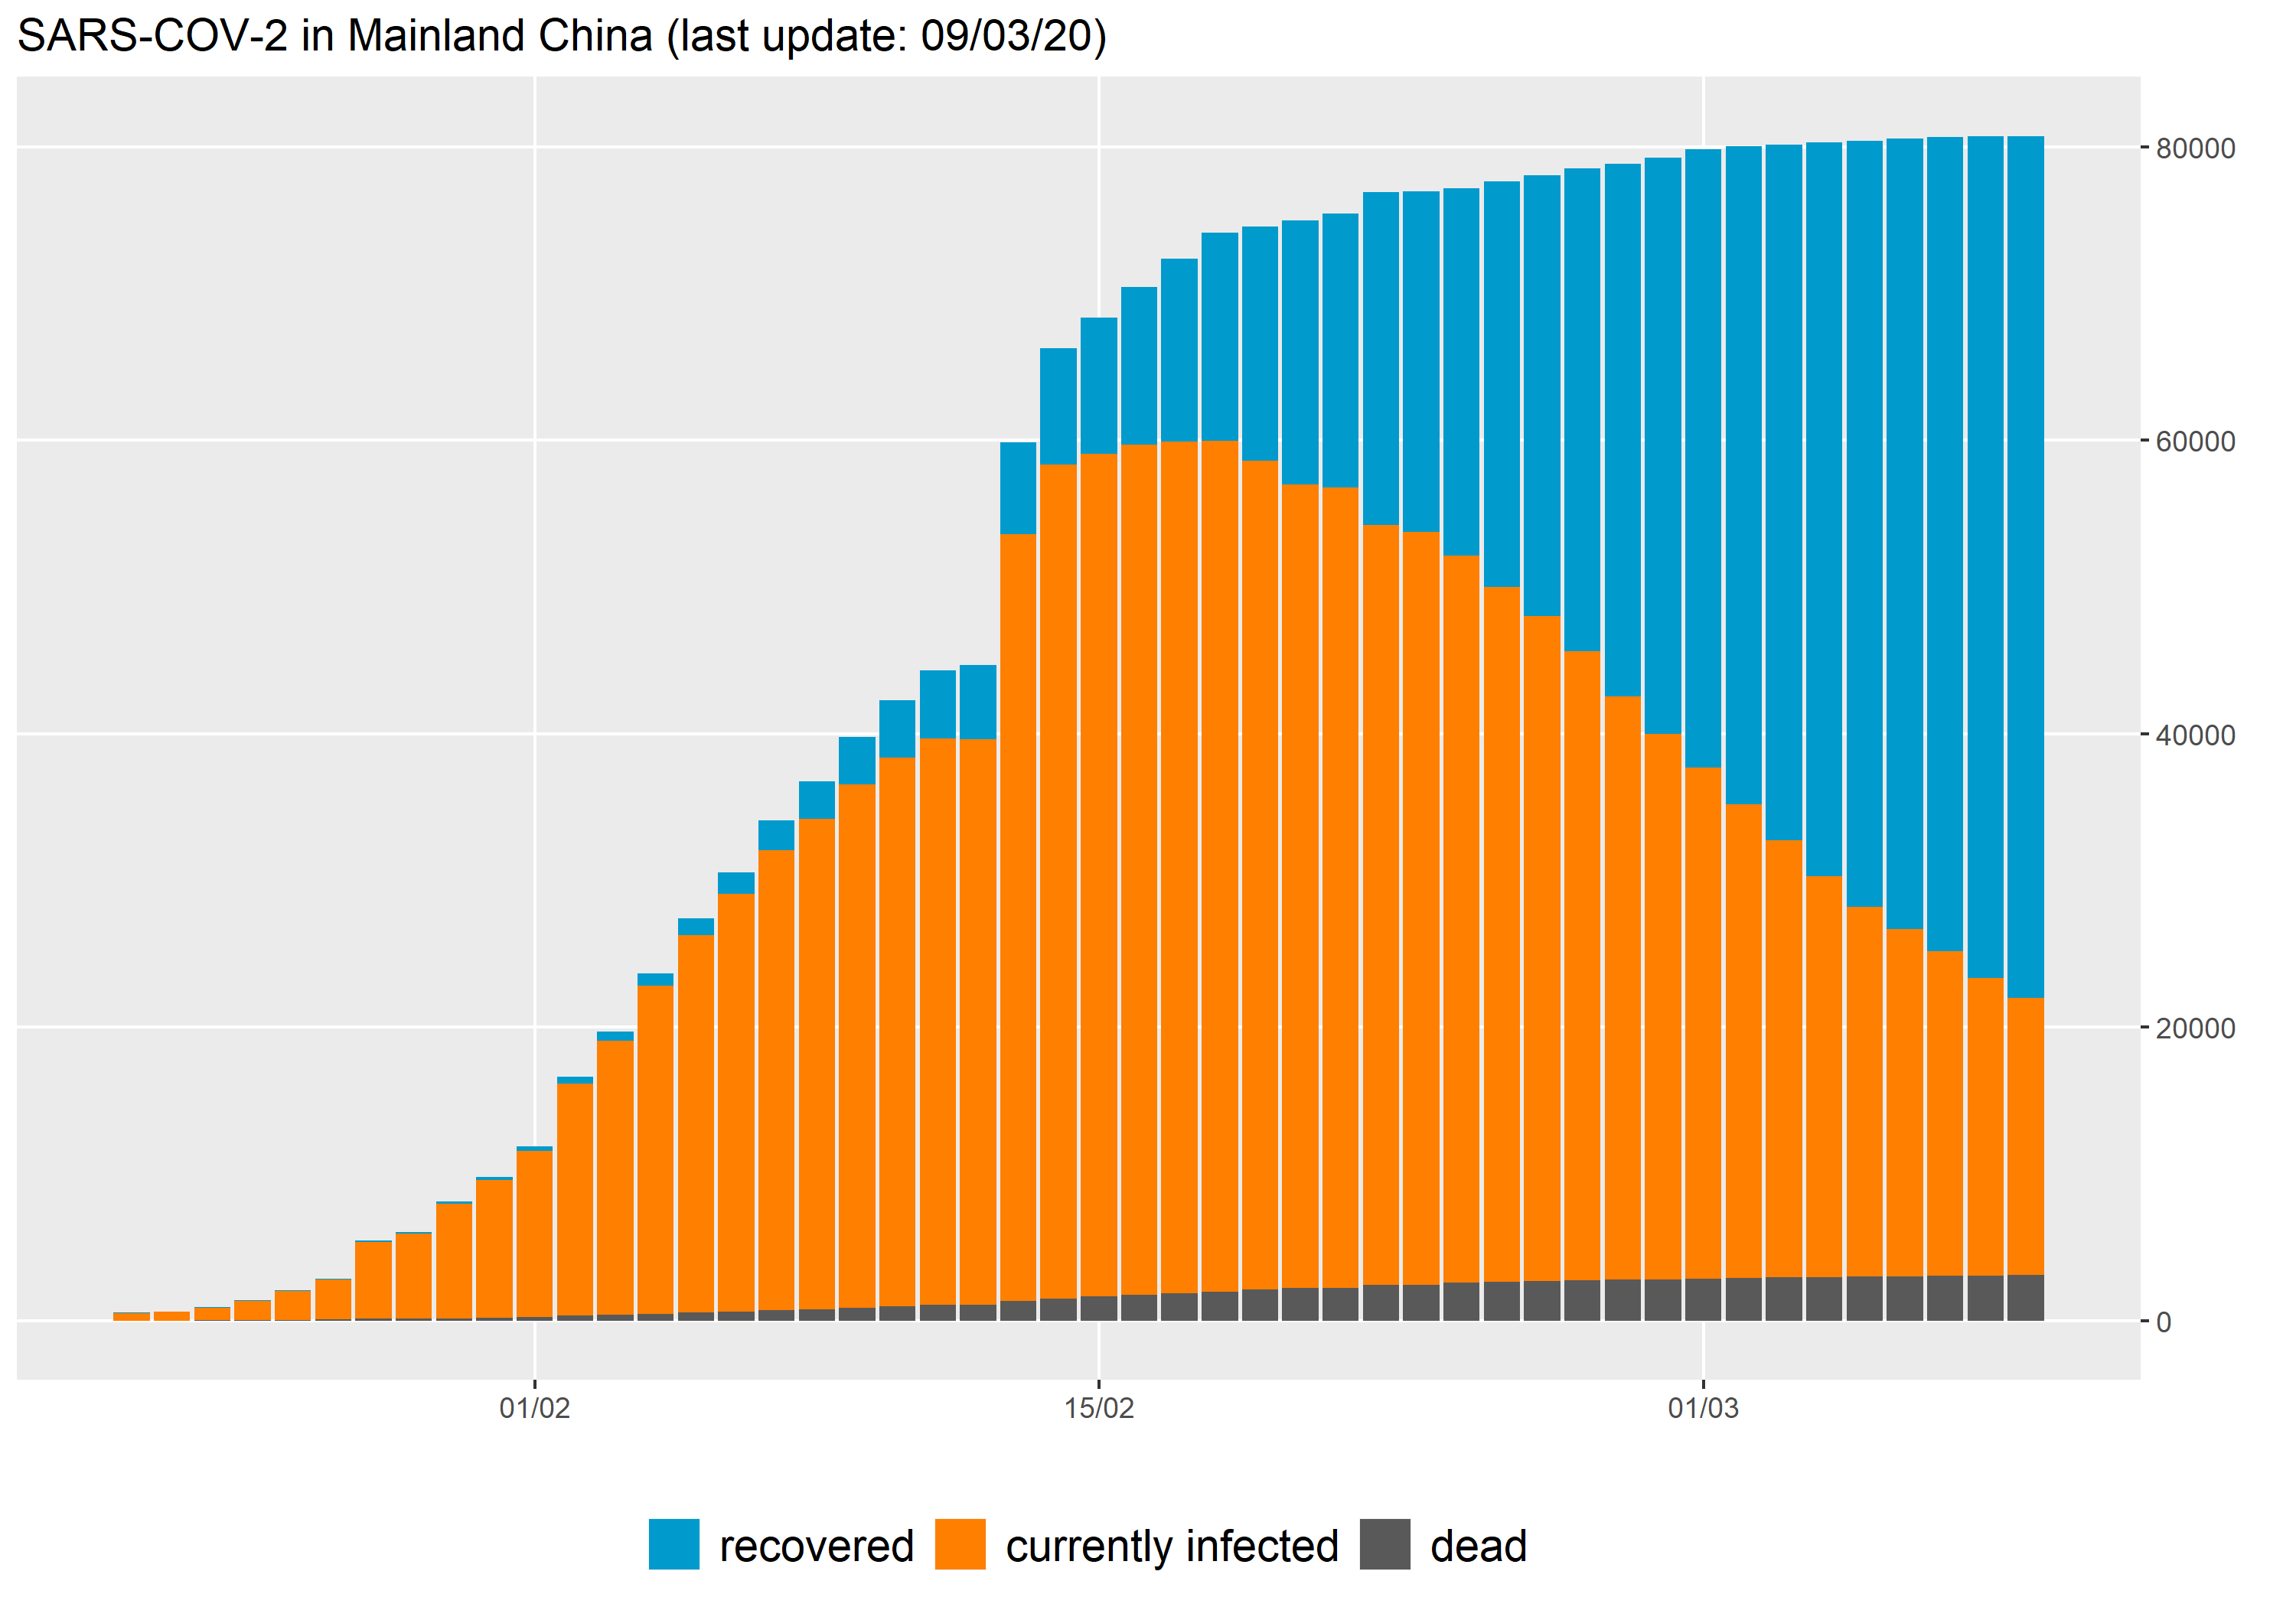 SARS-COV-2 in Mainland China (last update: 09/03/20)
80000
60000
40000
20000
0
01/02 15/02 01/03
recovered currently infected dead